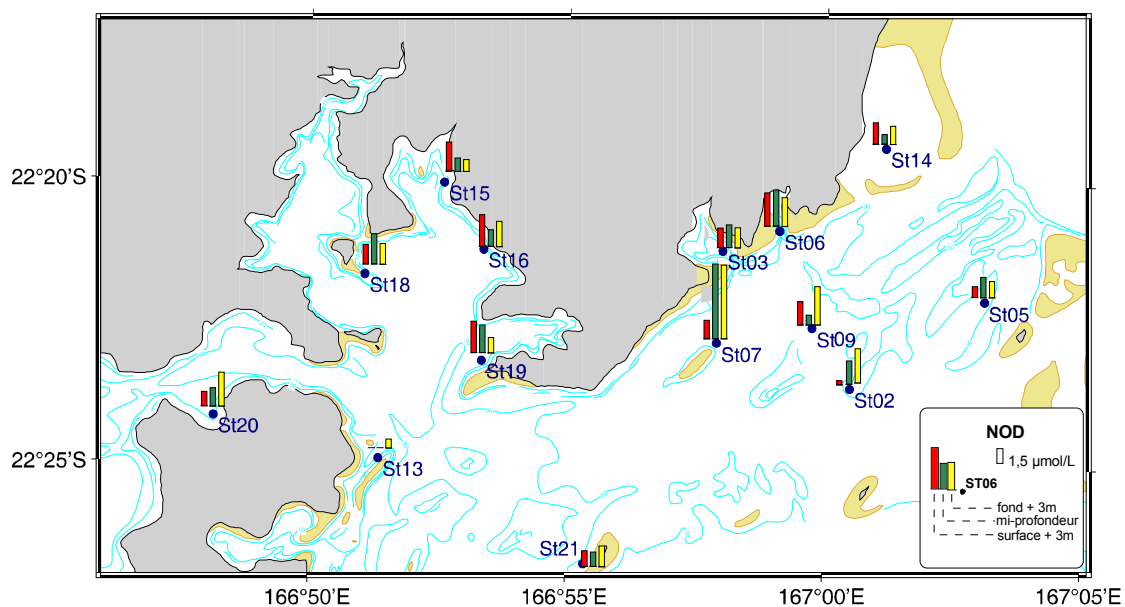 22°20'S
22°25'S
St14
St15
St06
St16
St03
St18
St05
St09
St07
St19
St02
St20
St13
St21
NOD
1,5 µmol/L
ST06
fond + 3m
mi-profondeur
surface + 3m
166°50'E
166°55'E
167°00'E
167°05'E